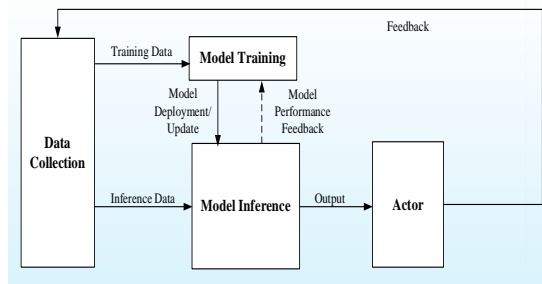 Feedback
Training Data
Model Training
Model
Deployment/
Update
Model
Performance
Feedback
Data
Collection
Inference Data
Model Inference
Output
Actor